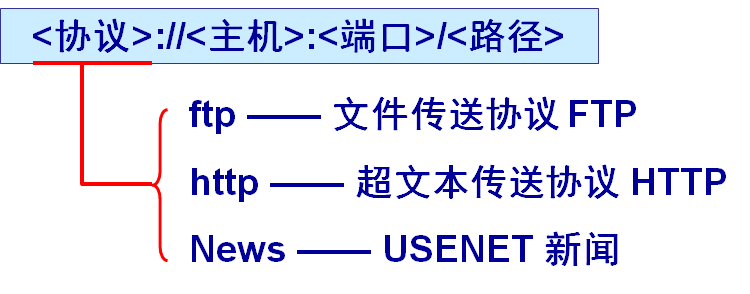 <协议>://<主机>:<端口>/<路径>
ftp —— 文件传送协议 FTP
http —— 超文本传送协议 HTTP
News —— USENET 新闻